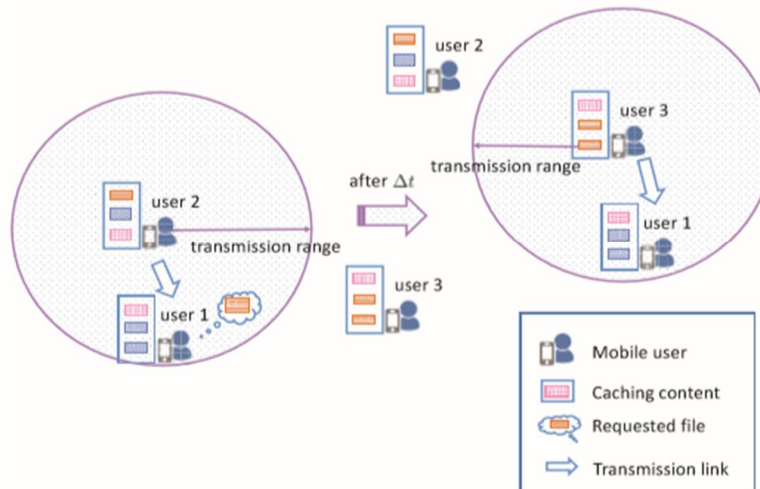 user 2
transmission range
user 1
after Δt
user 3
user 2
user 3
transmission range
user 1
Mobile user
Caching content
Requested file
Transmission link